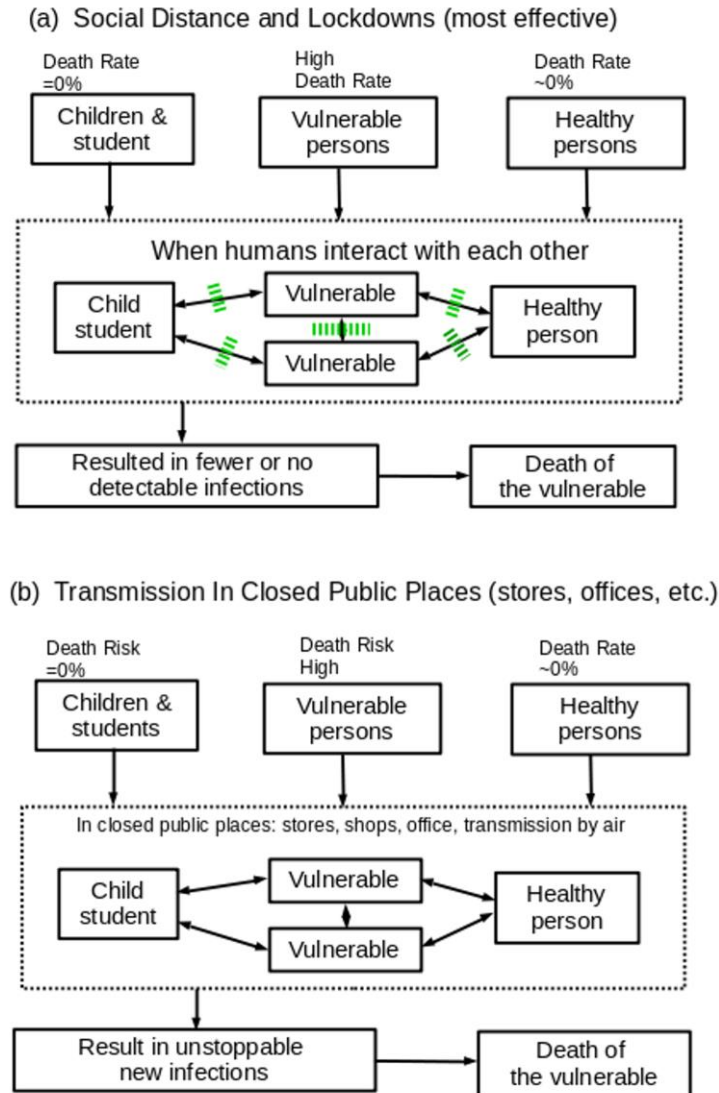 (a) Social Distance and Lockdowns (most effective)
Death Rate
=0%
High
Death Rate
Death Rate
~0%
Children &
student
Vulnerable
persons
Healthy
persons
When humans interact with each other
Child
student
Vulnerable
Vulnerable
Healthy
person
Resulted in fewer or no
detectable infections
Death of
the vulnerable
(b) Transmission In Closed Public Places (stores, offices, etc.)
Death Risk
=0%
Death Risk
High
Death Rate
~0%
Children &
students
Vulnerable
persons
Healthy
persons
In closed public places: stores, shops, office, transmission by air
Child
student
Vulnerable
Vulnerable
Healthy
person
Result in unstoppable
new infections
Death of
the vulnerable